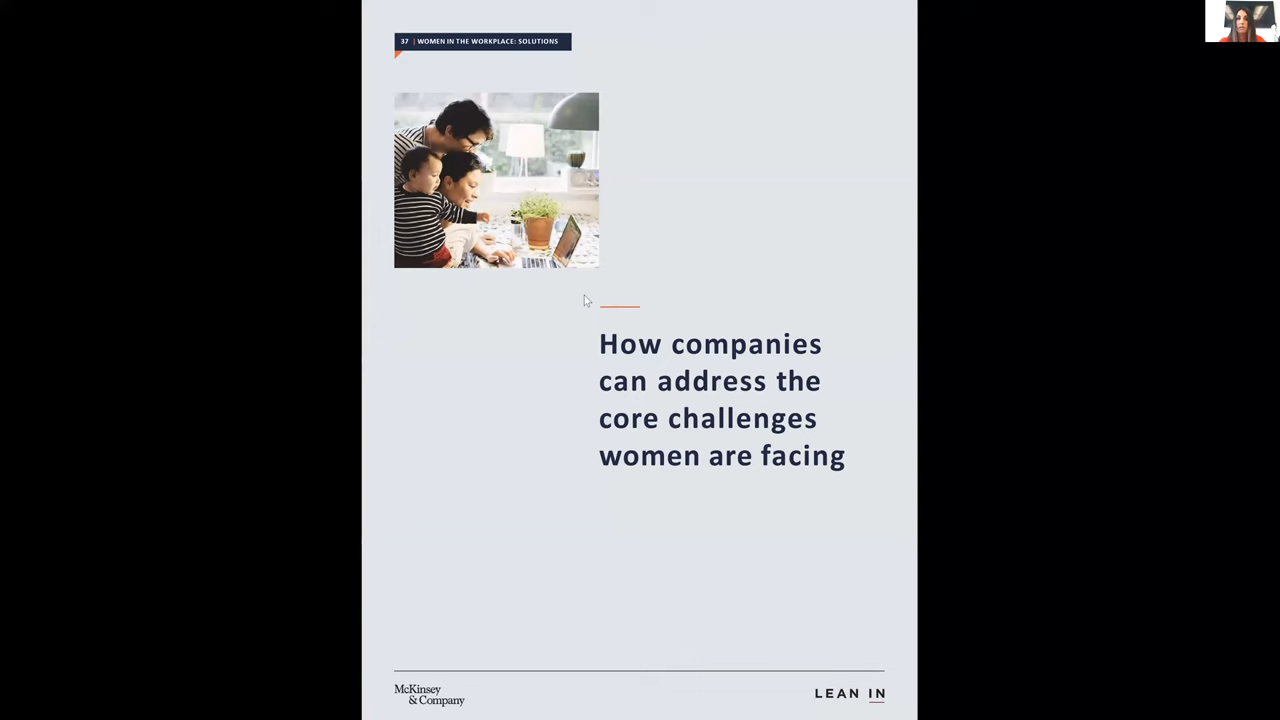 37 | WOMEN IN THE WORKPLACE: SOLUTIONS
How companies
can address the
core challenges
women are facing
McKinsey
& Company
LEAN IN